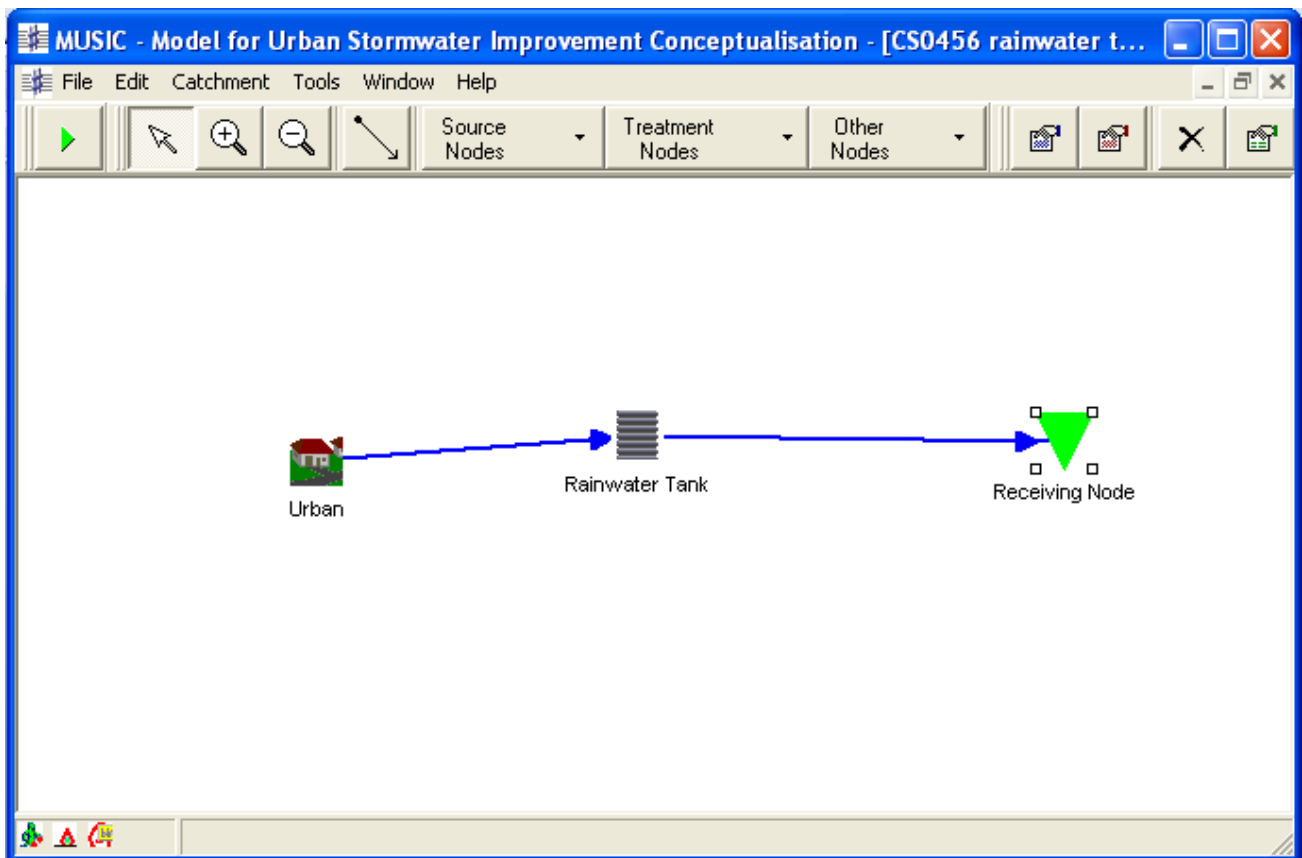 MUSIC - Model for Urban Stormwater Improvement Conceptualisation - [CS0456 rainwater t...
File Edit Catchment Tools Window Help
Source Nodes
Treatment Nodes
Other Nodes
Urban
Rainwater Tank
Receiving Node